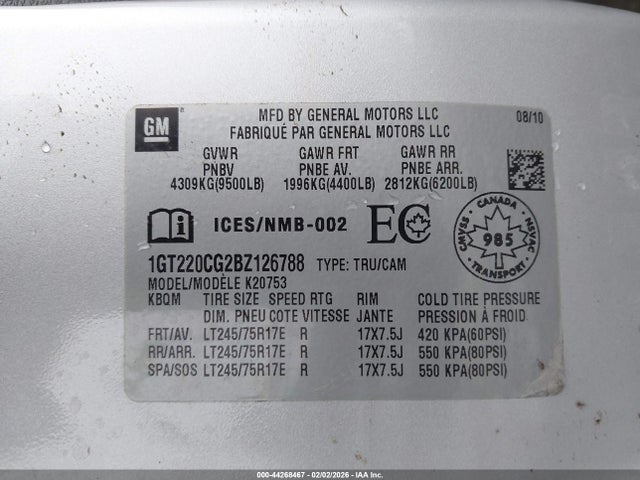 GM
MFD BY GENERAL MOTORS LLC
08/10
FABRIQUÉ PAR GENERAL MOTORS LLC
GVWR GAWR FRT GAWR RR
PNBV PNBE AV. PNBE ARR.
4309KG(9500LB) 1996KG(4400LB) 2812KG(6200LB)
i ICES/NMB-002 EC
CANADA
CMVSS 985 NSVAC
TRANSPORT
1GT220CG2BZ126788 TYPE: TRU/CAM
MODEL/MODÈLE K20753
KBQM TIRE SIZE SPEED RTG RIM COLD TIRE PRESSURE
DIM. PNEU COTE VITESSE JANTE PRESSION À FROID
FRT/AV. LT245/75R17E R 17X7.5J 420 KPA(60PSI)
RR/ARR. LT245/75R17E R 17X7.5J 550 KPA(80PSI)
SPA/SOS LT245/75R17E R 17X7.5J 550 KPA(80PSI)
000-44268467 - 02/02/2026 - IAA Inc.